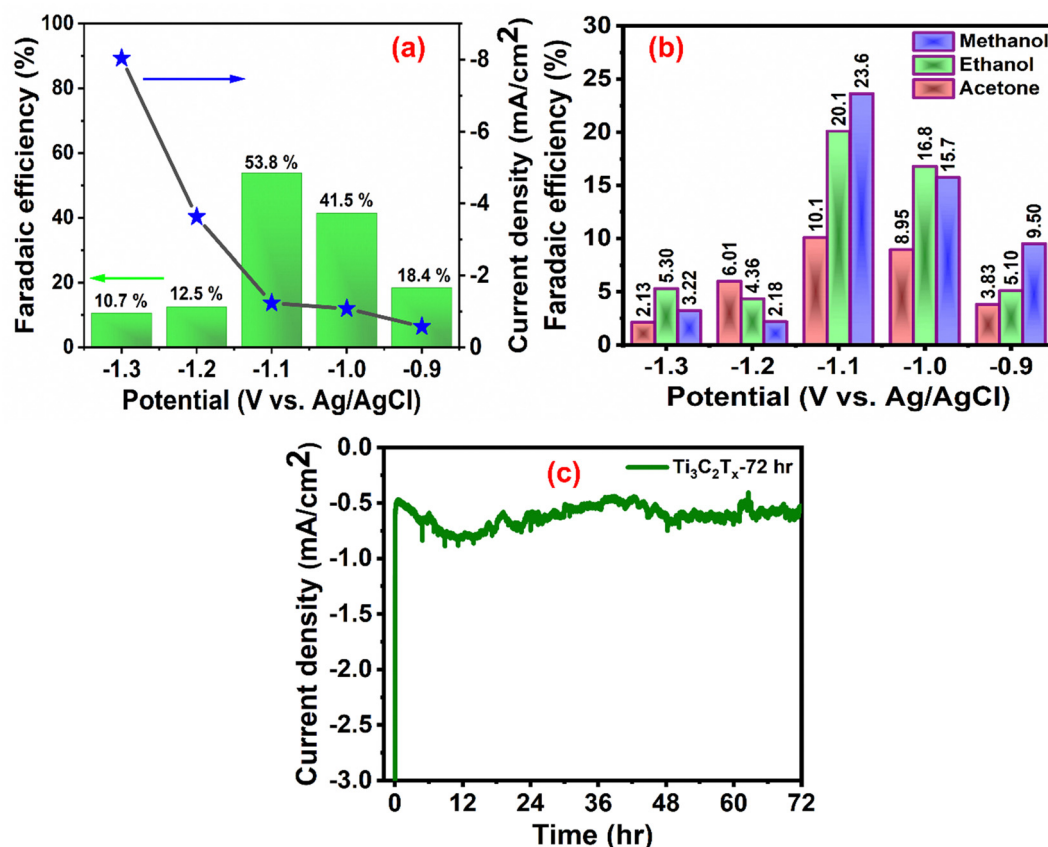 (a)
Faradaic efficiency (%)
100
80
60
40
20
0
10.7 %
12.5 %
53.8 %
41.5 %
18.4 %
-8
-6
-4
-2
0
Current density (mA/cm²)
-1.3 -1.2 -1.1 -1.0 -0.9
Potential (V vs. Ag/AgCl)
(b)
Faradaic efficiency (%)
30
25
20
15
10
5
0
Methanol
Ethanol
Acetone
2.13 5.30 3.22
6.01 4.36 2.18
10.1 20.1 23.6
8.95 16.8 15.7
3.83 5.10 9.50
-1.3 -1.2 -1.1 -1.0 -0.9
Potential (V vs. Ag/AgCl)
(c)
Ti₃C₂Tₓ-72 hr
Current density (mA/cm²)
0.0
-0.5
-1.0
-1.5
-2.0
-2.5
-3.0
0 12 24 36 48 60 72
Time (hr)